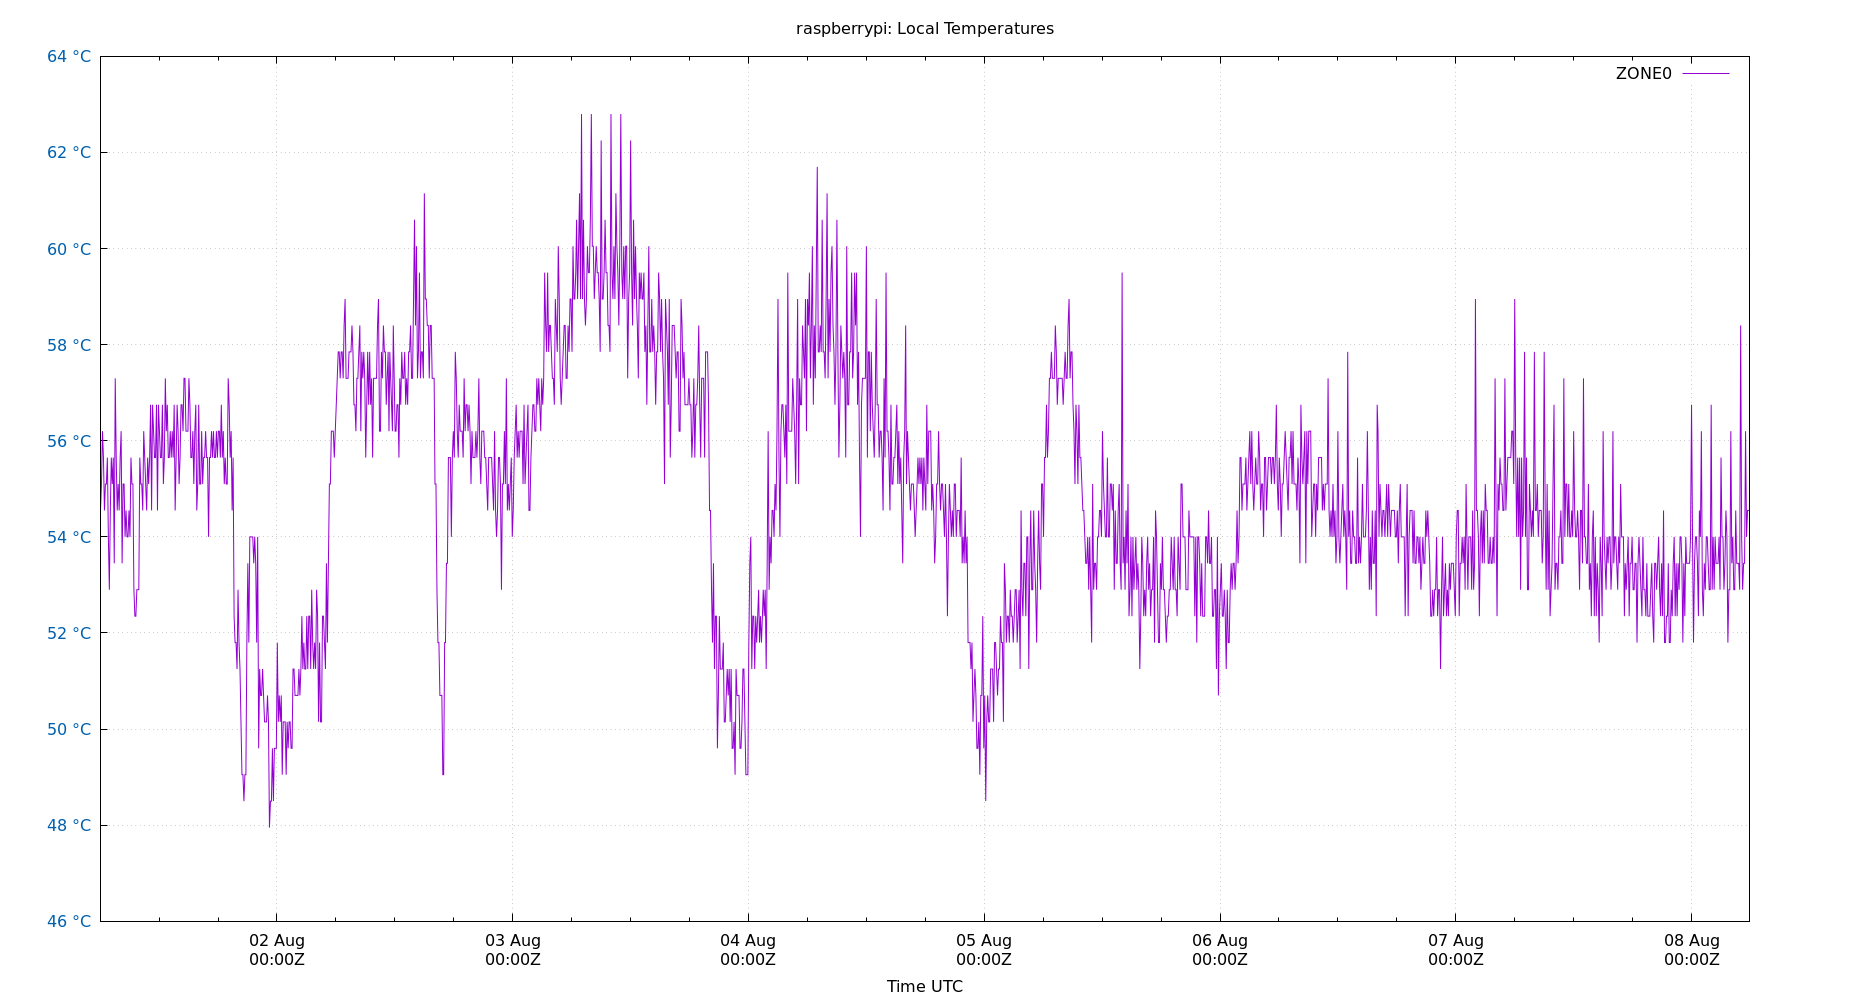 raspberrypi: Local Temperatures
64 °C
ZONE0
62 °C
60 °C
58 °C
56 °C
54 °C
52 °C
50 °C
48 °C
46 °C
02 Aug 03 Aug 04 Aug 05 Aug 06 Aug 07 Aug 08 Aug
00:00Z 00:00Z 00:00Z 00:00Z 00:00Z 00:00Z 00:00Z
Time UTC